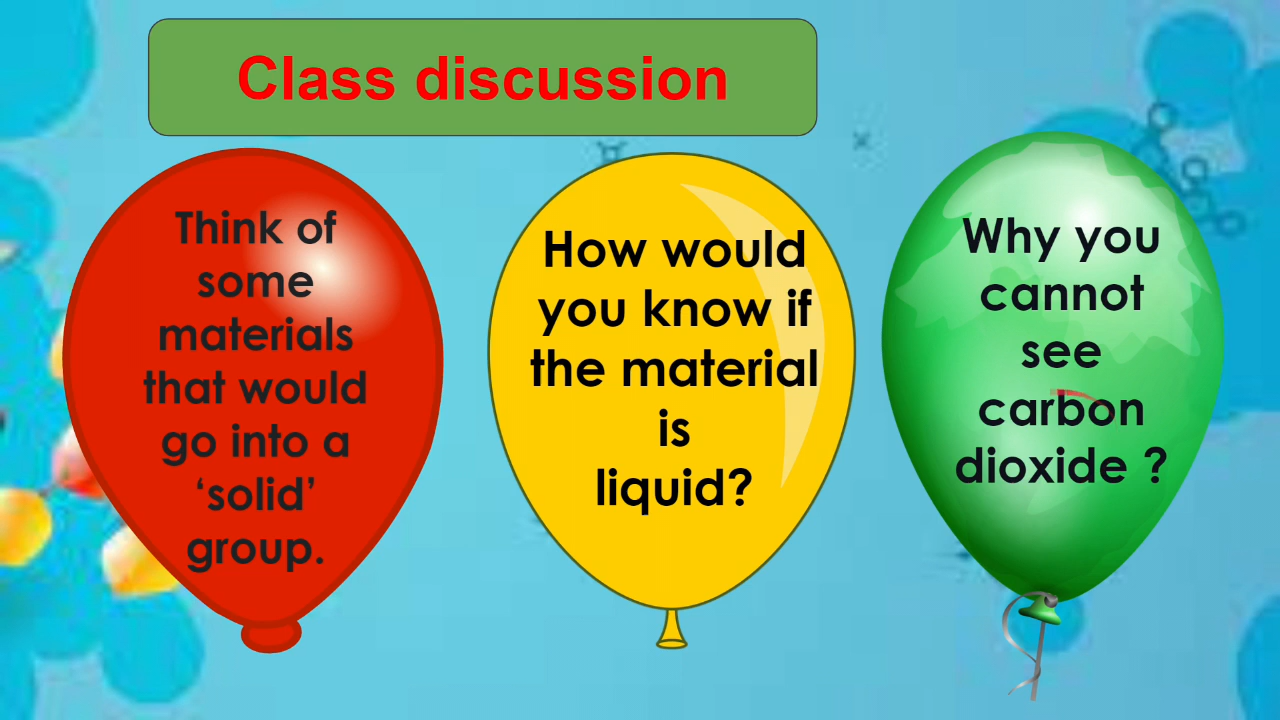 Class discussion
Think of
some
materials
that would
go into a
‘solid’
group.
How would
you know if
the material
is
liquid?
Why you
cannot
see
carbon
dioxide ?